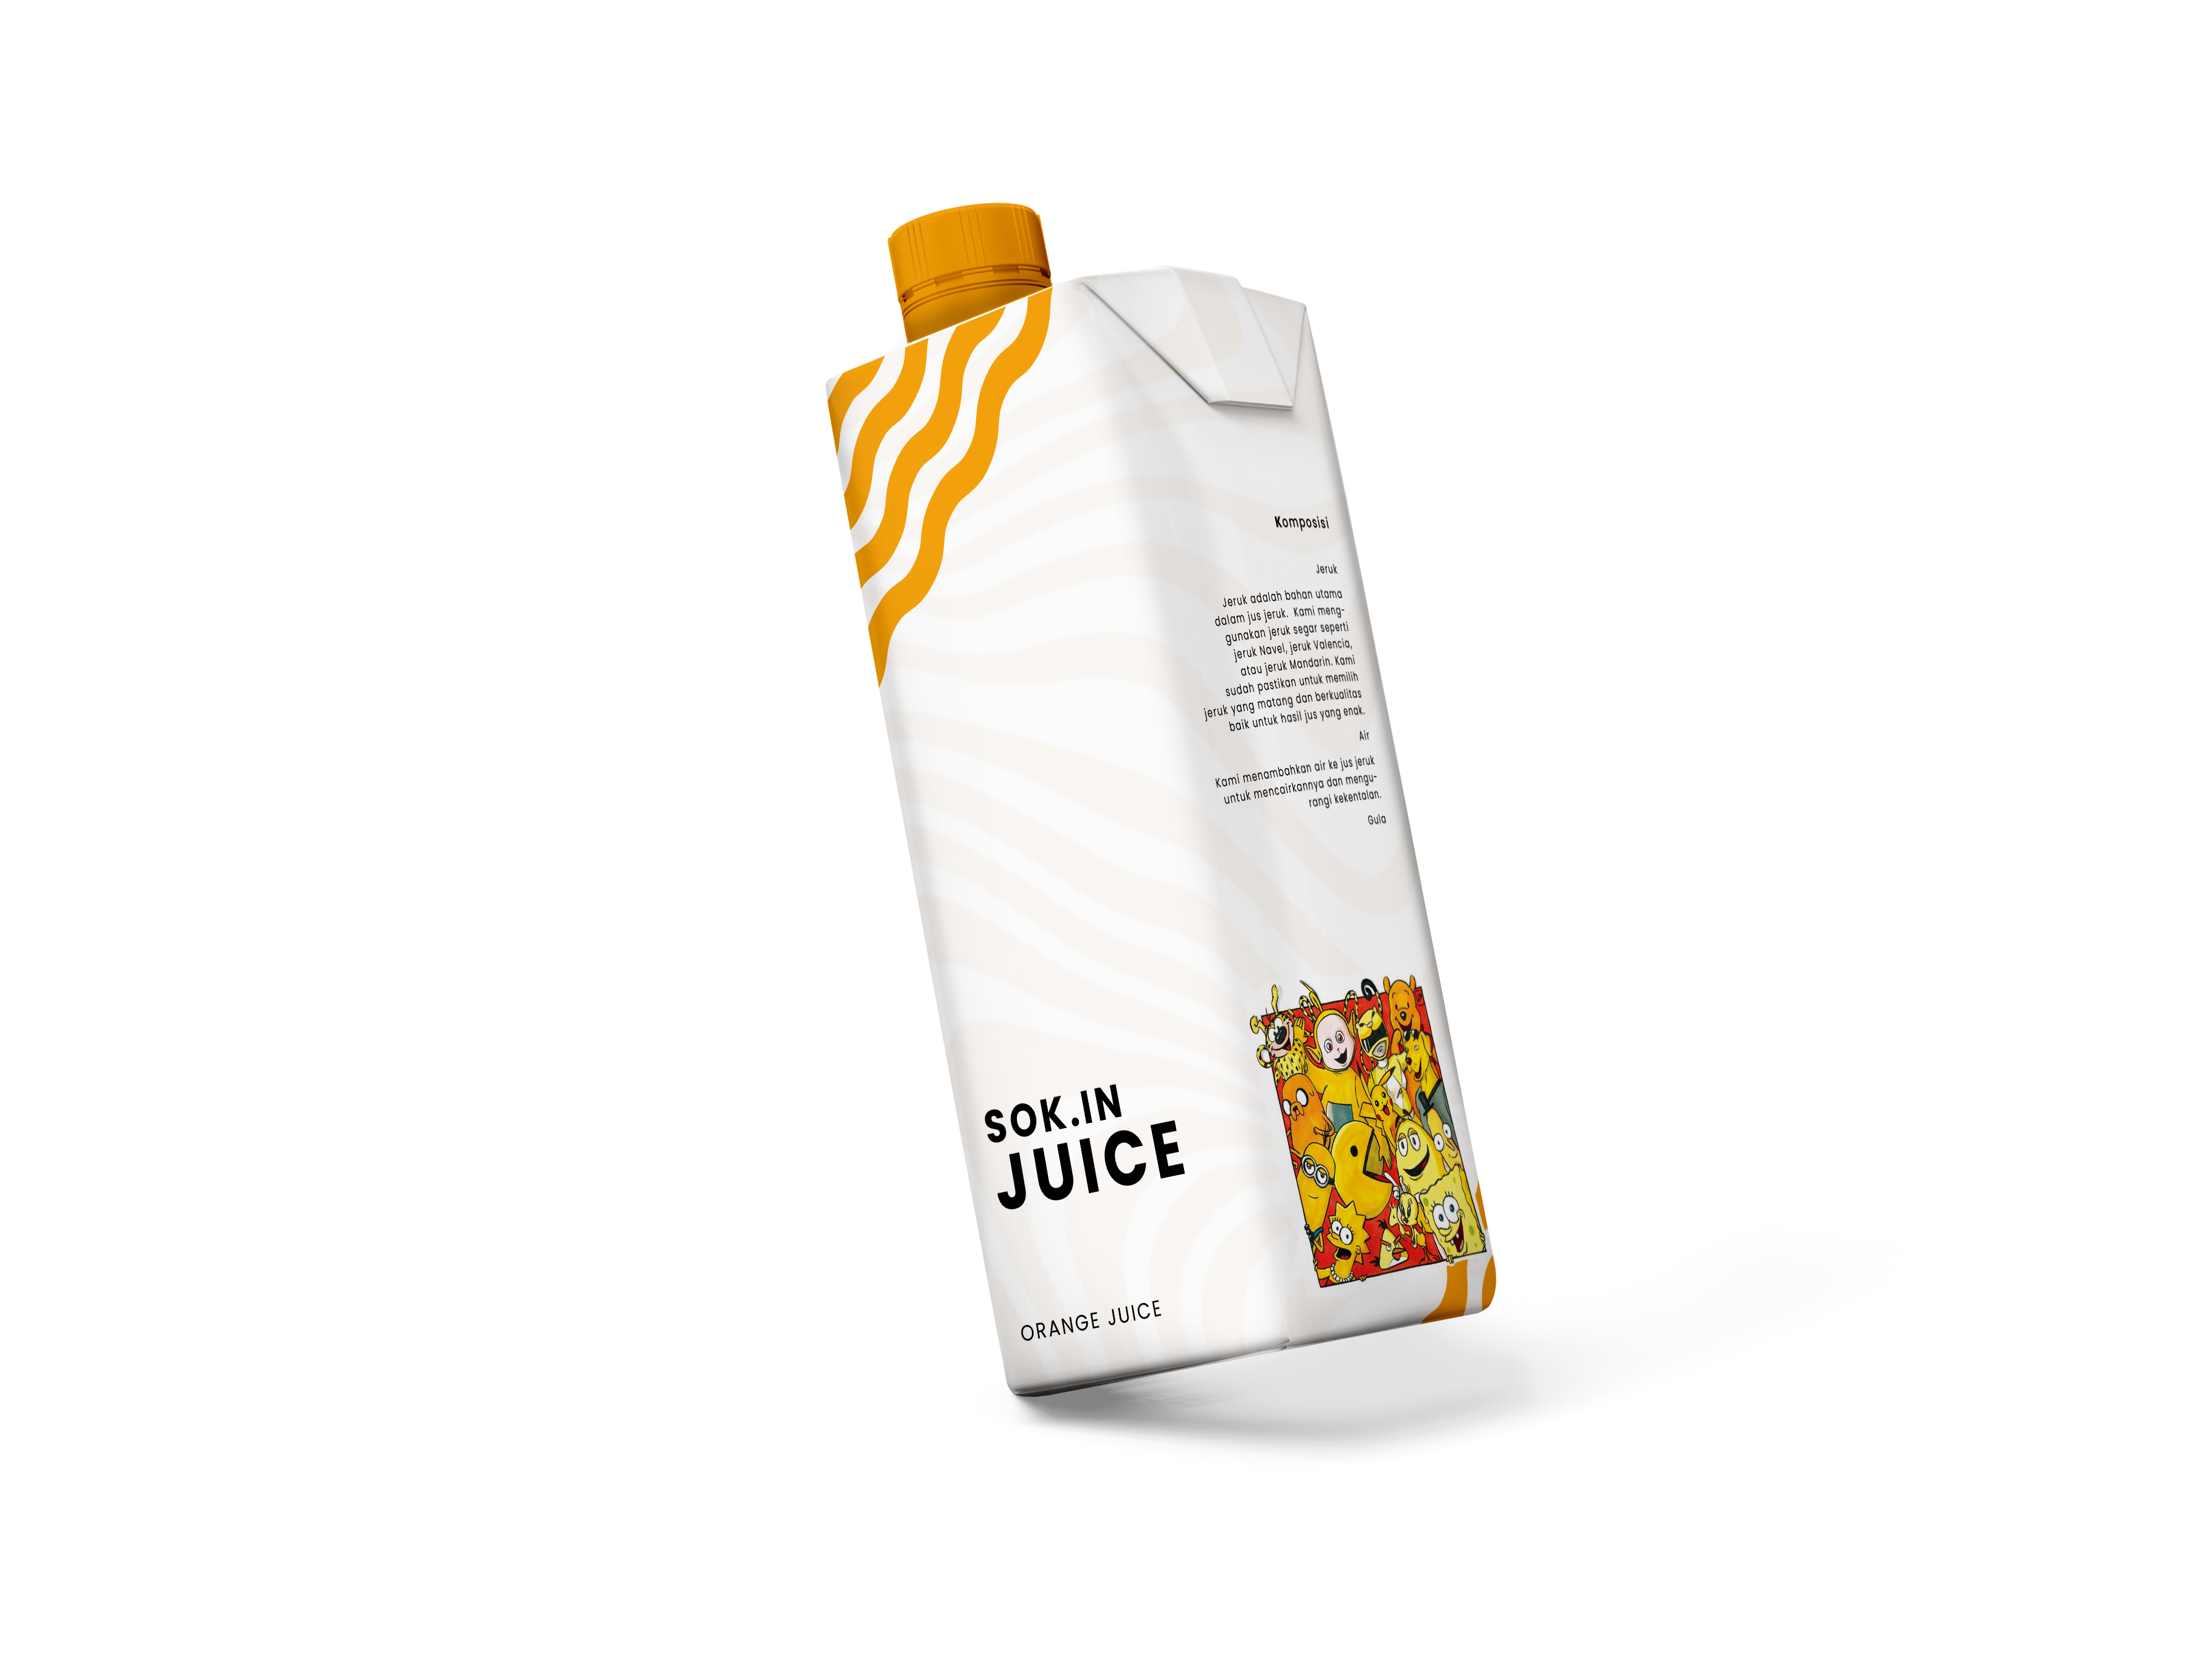 SOK.IN
JUICE
ORANGE JUICE
Komposisi
Jeruk
Jeruk adalah bahan utama
dalam jus jeruk. Kami meng-
gunakan jeruk segar seperti
jeruk Navel, jeruk Valencia,
atau jeruk Mandarin. Kami
sudah pastikan untuk memilih
jeruk yang matang dan berkualitas
baik untuk hasil jus yang enak.
Air
Kami menambahkan air ke jus jeruk
untuk mencairkannya dan mengu-
rangi kekentalan.
Gula